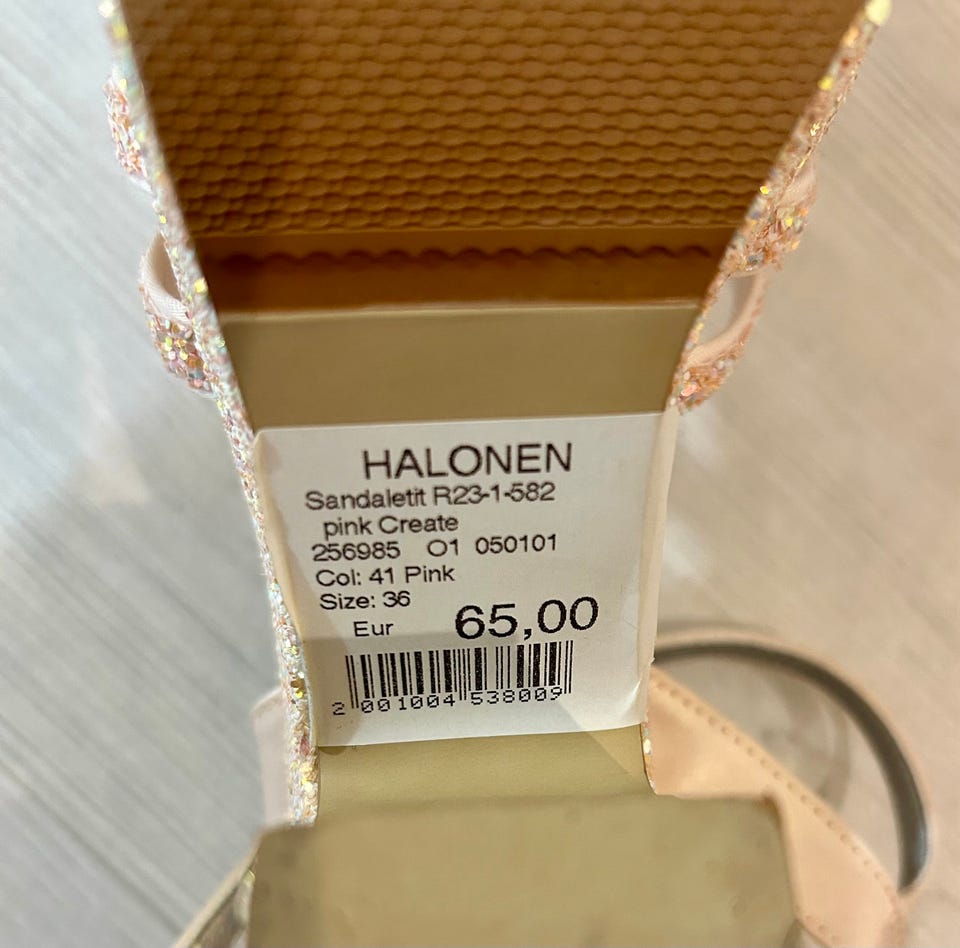 HALONEN
Sandaletit R23-1-582
pink Create
256985 O1 050101
Col: 41 Pink
Size: 36
Eur 65,00
2 001004 538009